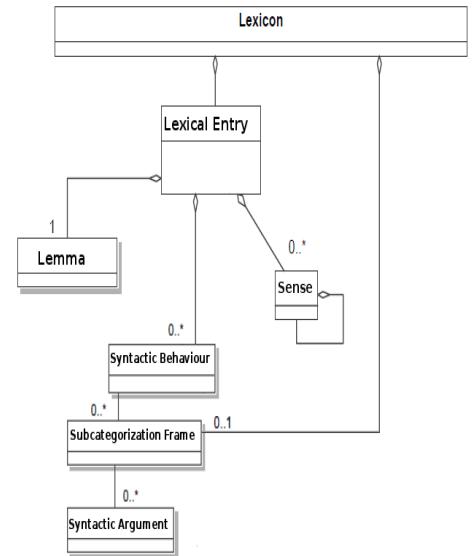 Lexicon
Lexical Entry
1
Lemma
0..*
Sense
0..*
Syntactic Behaviour
0..*
Subcategorization Frame
0..1
0..*
Syntactic Argument